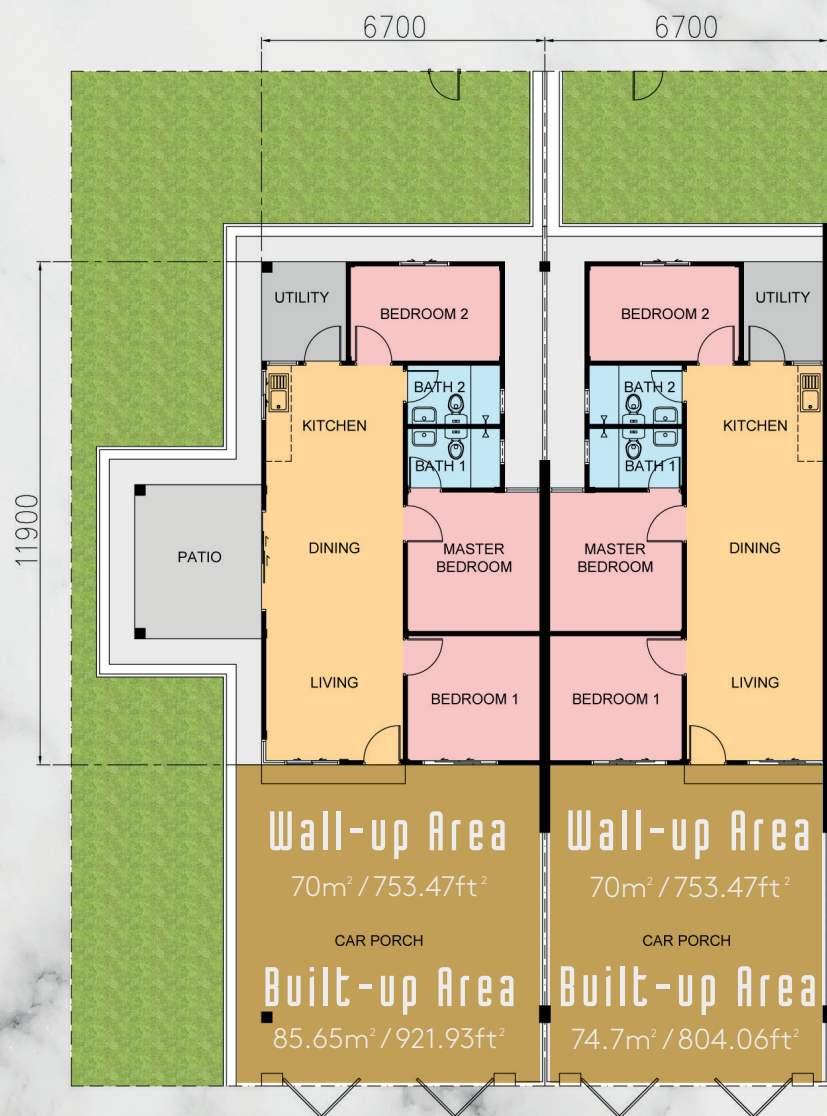 6700
6700
11900
UTILITY
BEDROOM 2
BEDROOM 2
UTILITY
BATH 2
BATH 2
KITCHEN
KITCHEN
BATH 1
BATH 1
PATIO
DINING
MASTER
BEDROOM
MASTER
BEDROOM
DINING
LIVING
BEDROOM 1
BEDROOM 1
LIVING
Wall-up Area
70m²/753.47ft²
CAR PORCH
Built-up Area
85.65m²/921.93ft²
Wall-up Area
70m²/753.47ft²
CAR PORCH
Built-up Area
74.7m²/804.06ft²